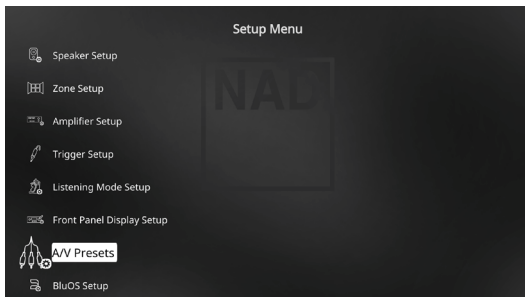 Setup Menu
Speaker Setup
Zone Setup
NAD
Amplifier Setup
Trigger Setup
Listening Mode Setup
Front Panel Display Setup
A/V Presets
BluOS Setup